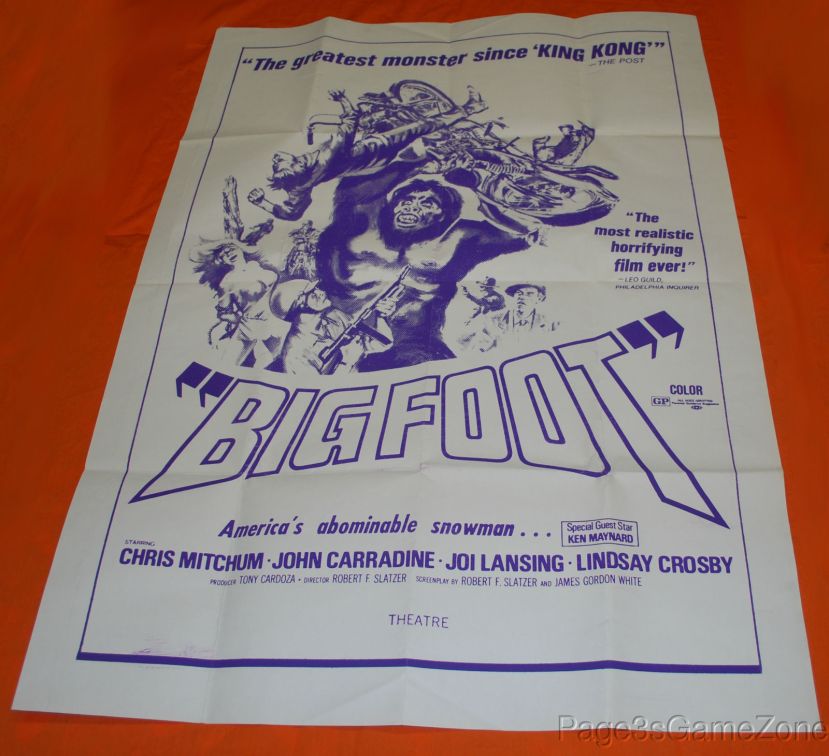 "The greatest monster since 'KING KONG'"
—THE POST
"The
most realistic
horrifying
film ever!"
—LEO GUILD,
PHILADELPHIA INQUIRER
"BIGFOOT"
COLOR
GP
America's abominable snowman...
Special Guest Star
KEN MAYNARD
STARRING
CHRIS MITCHUM · JOHN CARRADINE · JOI LANSING · LINDSAY CROSBY
PRODUCER TONY CARDOZA · DIRECTOR ROBERT F. SLATZER SCREENPLAY BY ROBERT F. SLATZER AND JAMES GORDON WHITE
THEATRE
Page3sGameZone